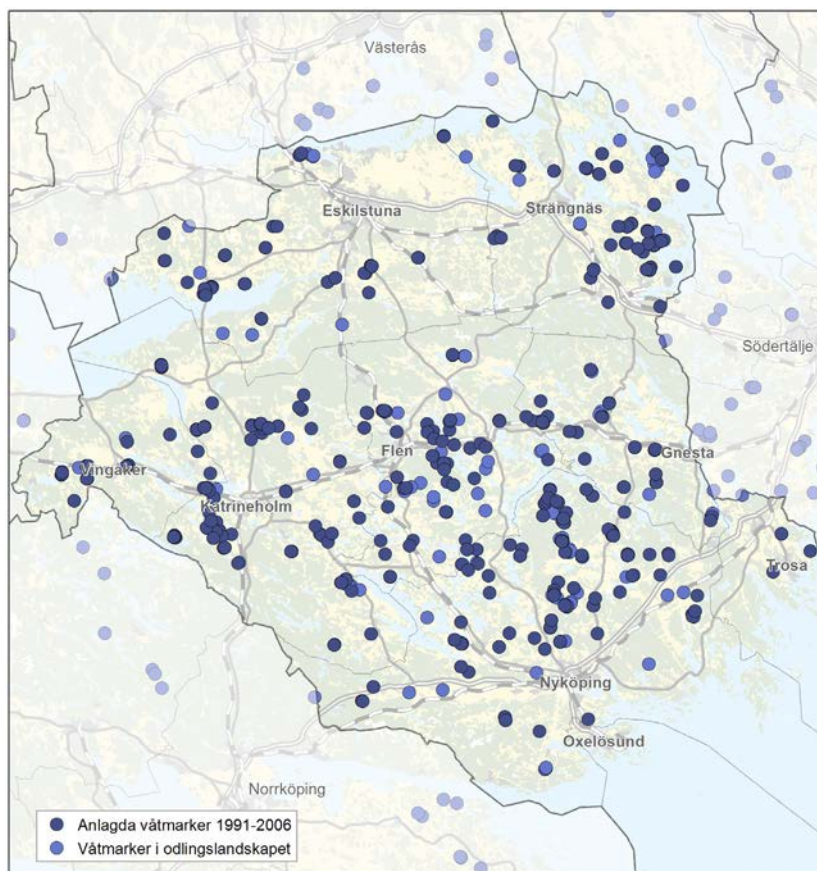 Västerås
Eskilstuna
Strängnäs
Södertälje
Flen
Gnesta
Vingåker
Katrineholm
Trosa
Nyköping
Oxelösund
Norrköping
Anlagda våtmarker 1991-2006
Våtmarker i odlingslandskapet